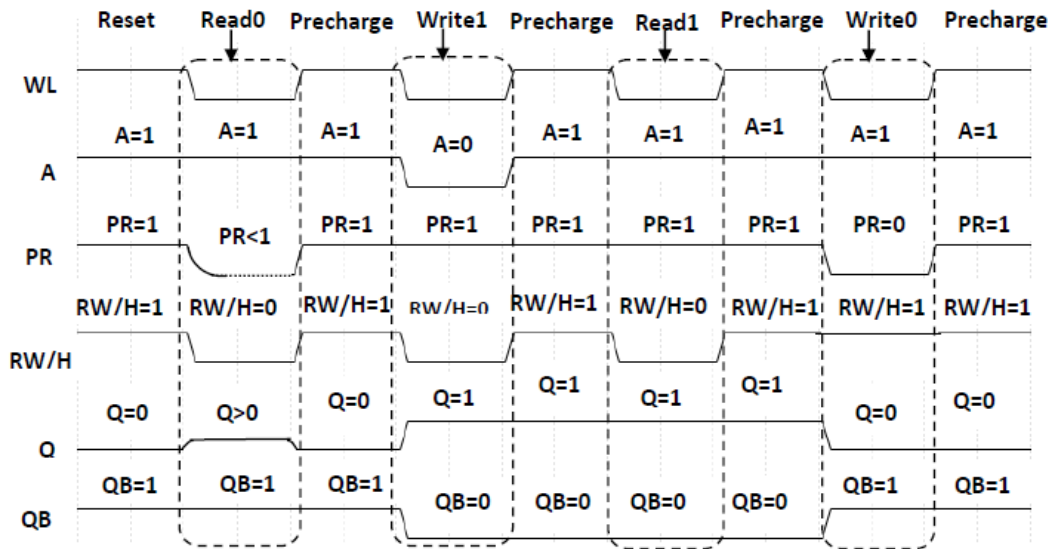 Reset Read0 Precharge Write1 Precharge Read1 Precharge Write0 Precharge
WL
A=1 A=1 A=1 A=0 A=1 A=1 A=1 A=1 A=1
A
PR=1 PR<1 PR=1 PR=1 PR=1 PR=1 PR=1 PR=0 PR=1
PR
RW/H=1 RW/H=0 RW/H=1 RW/H=0 RW/H=1 RW/H=0 RW/H=1 RW/H=1 RW/H=1
RW/H
Q=0 Q>0 Q=0 Q=1 Q=1 Q=1 Q=1 Q=0 Q=0
Q
QB=1 QB=1 QB=1 QB=0 QB=0 QB=0 QB=0 QB=1 QB=1
QB